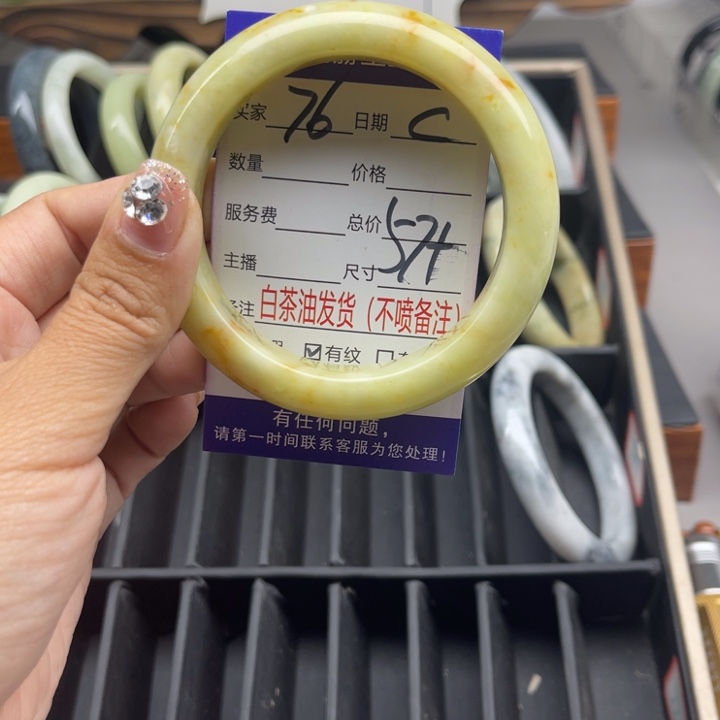 买家 76 日期 C
数量 价格
服务费 总价
主播 尺寸 57.4
备注 白茶油发货（不喷备注）
☑有纹
有任何问题，
请第一时间联系客服为您处理！